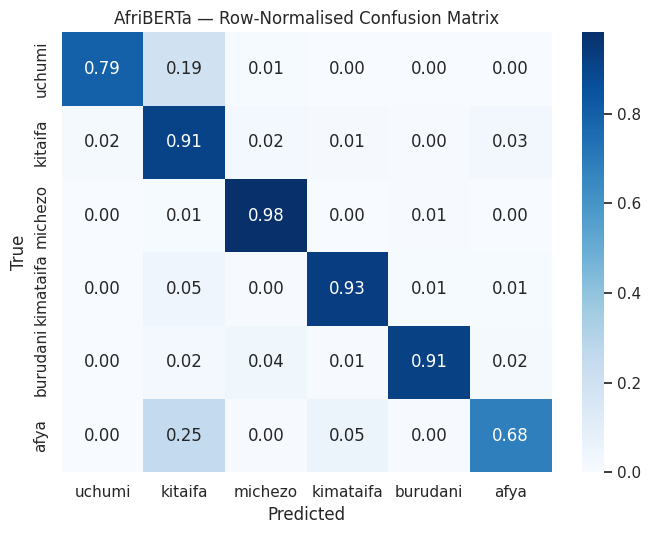 AfriBERTa — Row-Normalised Confusion Matrix
uchumi 0.79 0.19 0.01 0.00 0.00 0.00
kitaifa 0.02 0.91 0.02 0.01 0.00 0.03
michezo 0.00 0.01 0.98 0.00 0.01 0.00
kimataifa 0.00 0.05 0.00 0.93 0.01 0.01
burudani 0.00 0.02 0.04 0.01 0.91 0.02
afya 0.00 0.25 0.00 0.05 0.00 0.68
True
uchumi kitaifa michezo kimataifa burudani afya
Predicted
0.8
0.6
0.4
0.2
0.0